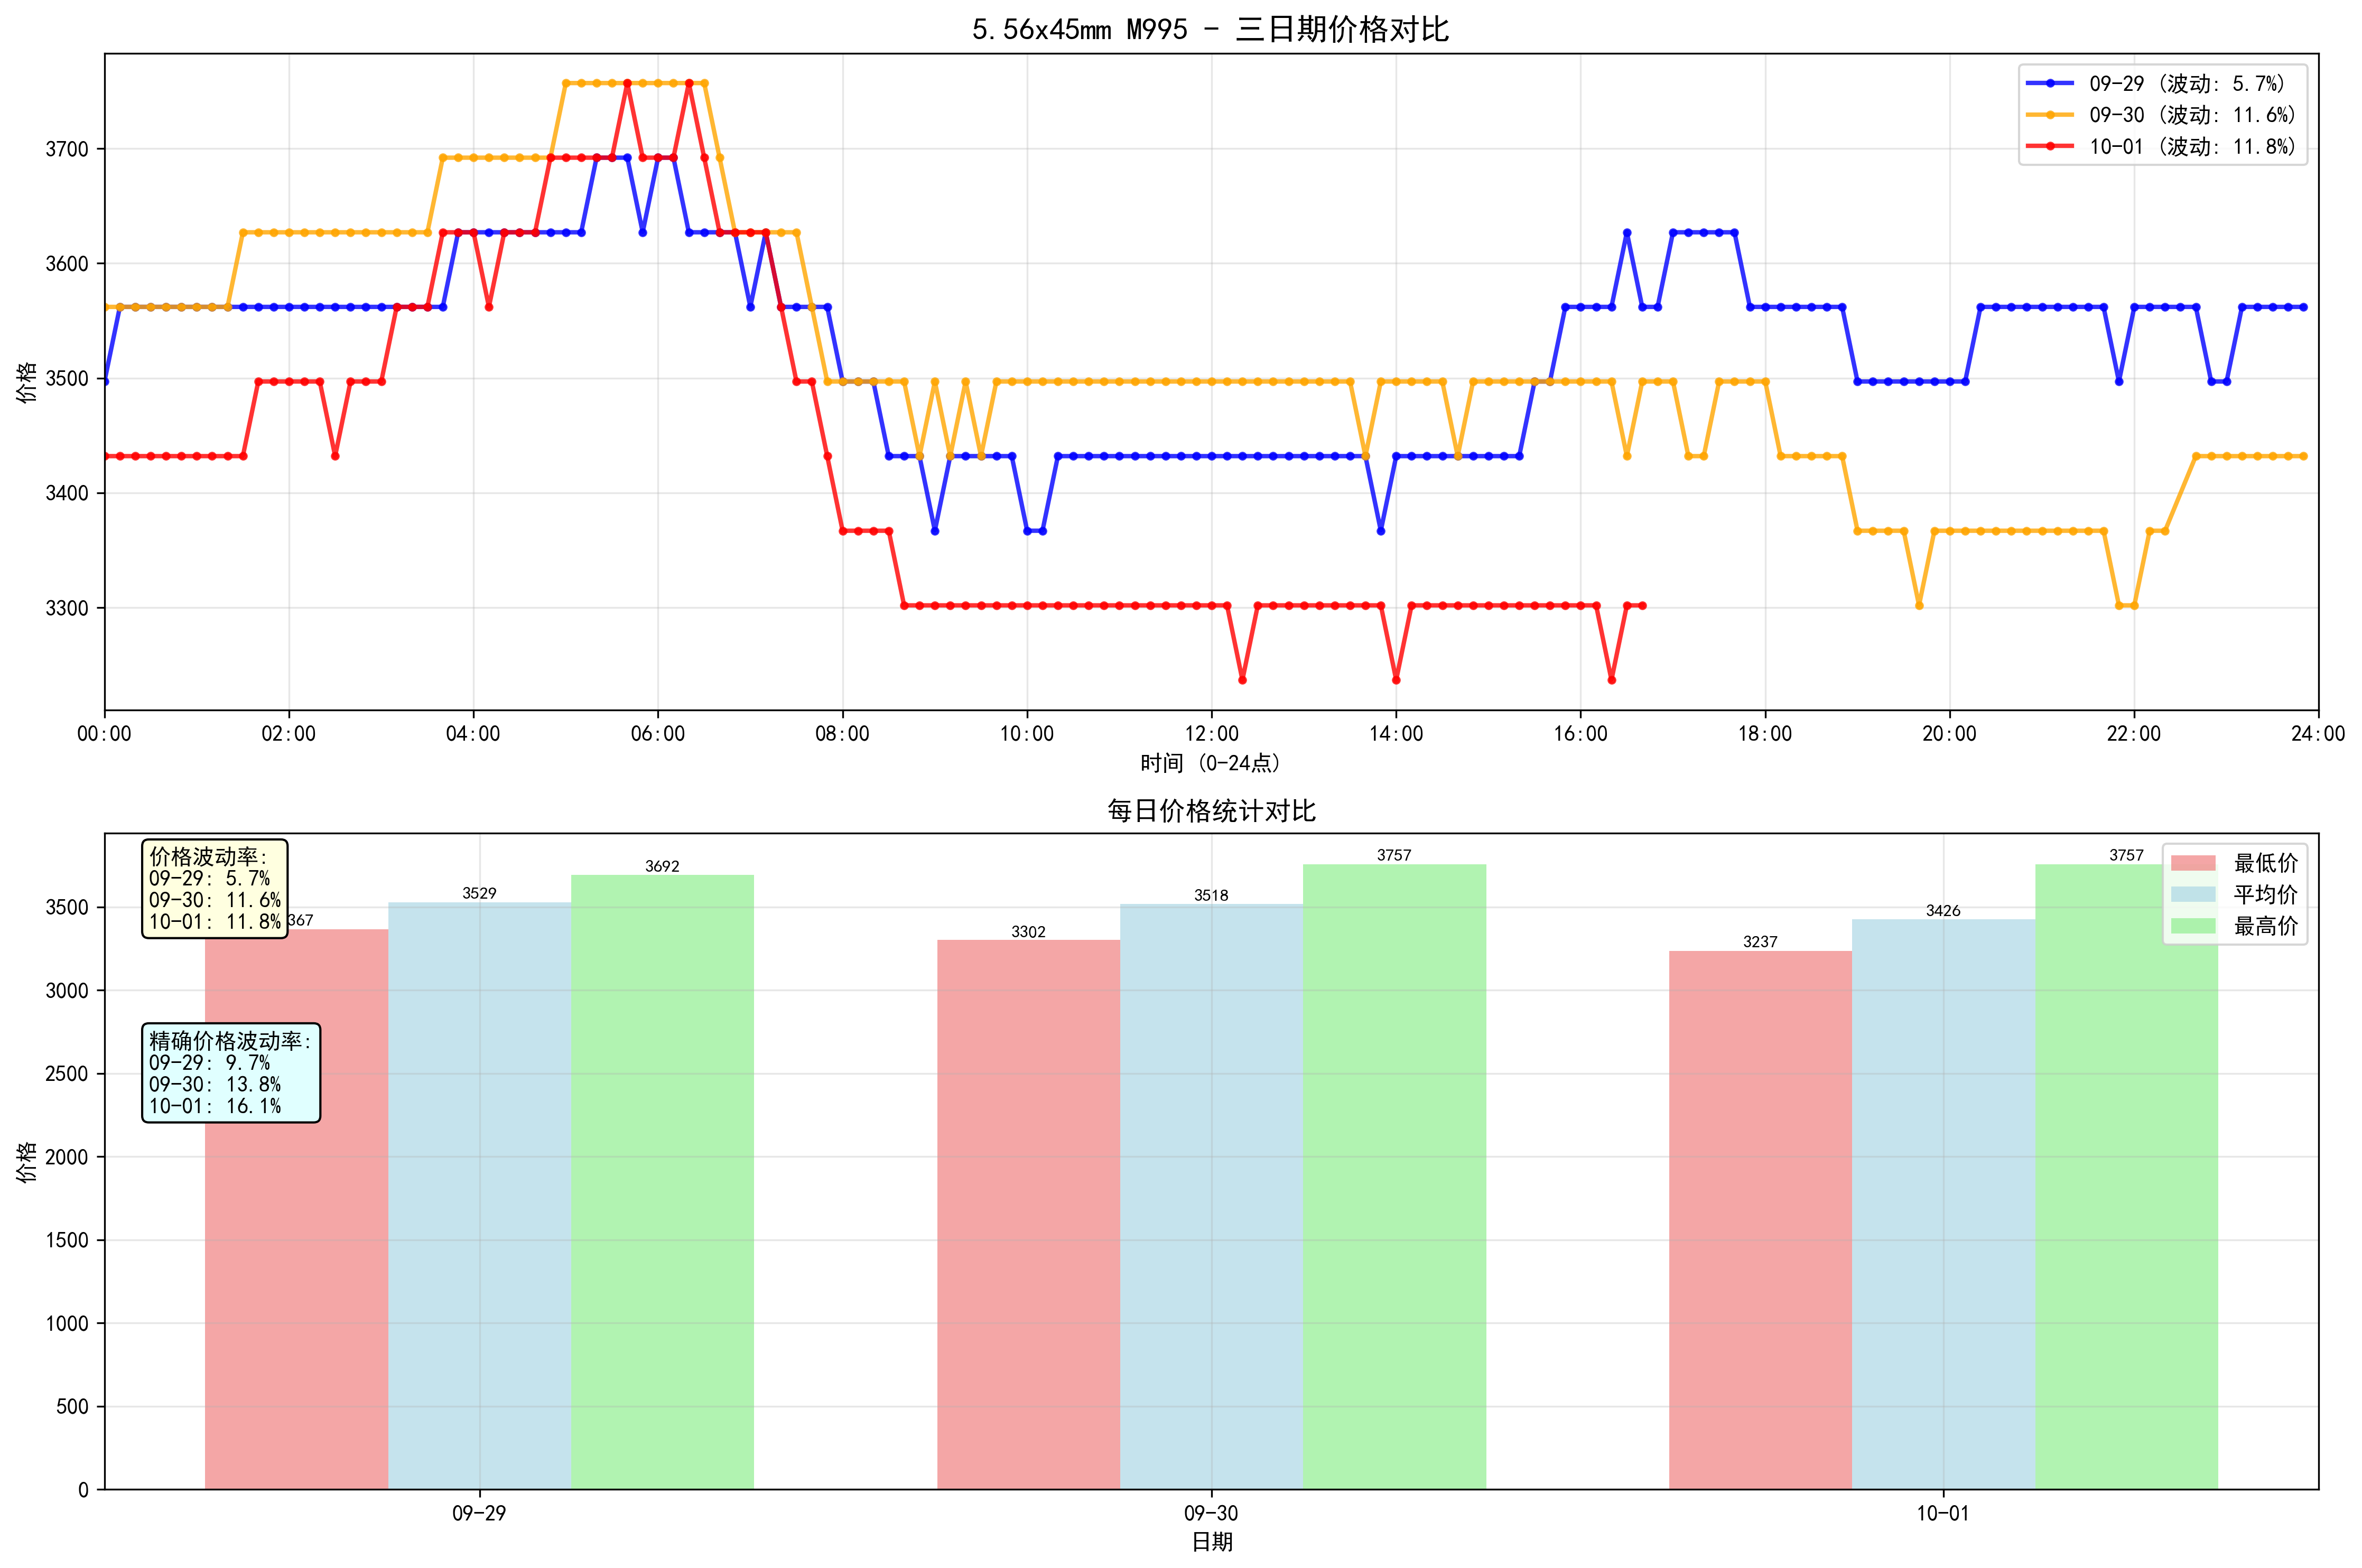 5.56x45mm M995 - 三日期价格对比
09-29 (波动: 5.7%)
09-30 (波动: 11.6%)
10-01 (波动: 11.8%)
价格
3700
3600
3500
3400
3300
00:00 02:00 04:00 06:00 08:00 10:00 12:00 14:00 16:00 18:00 20:00 22:00 24:00
时间 (0-24点)
每日价格统计对比
价格波动率:
09-29: 5.7%
09-30: 11.6%
10-01: 11.8%
精确价格波动率:
09-29: 9.7%
09-30: 13.8%
10-01: 16.1%
367 3529 3692
3302 3518 3757
3237 3426 3757
最低价
平均价
最高价
价格
3500
3000
2500
2000
1500
1000
500
0
09-29 09-30 10-01
日期